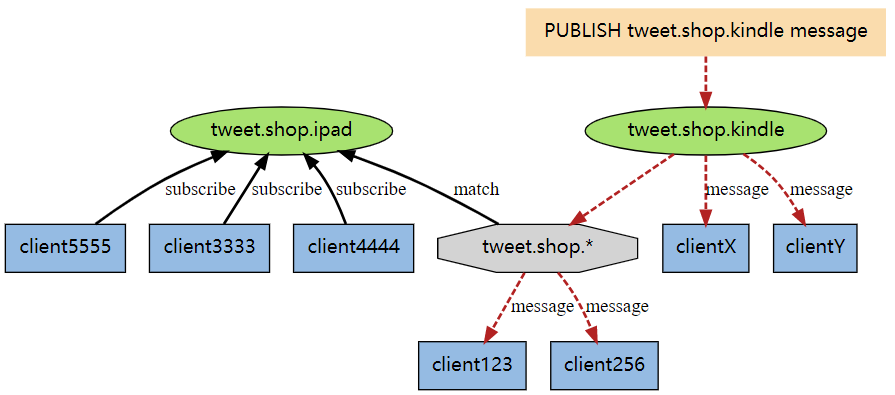 PUBLISH tweet.shop.kindle message
tweet.shop.ipad
tweet.shop.kindle
subscribe
subscribe
subscribe
match
message
message
client5555
client3333
client4444
tweet.shop.*
clientX
clientY
message
message
client123
client256